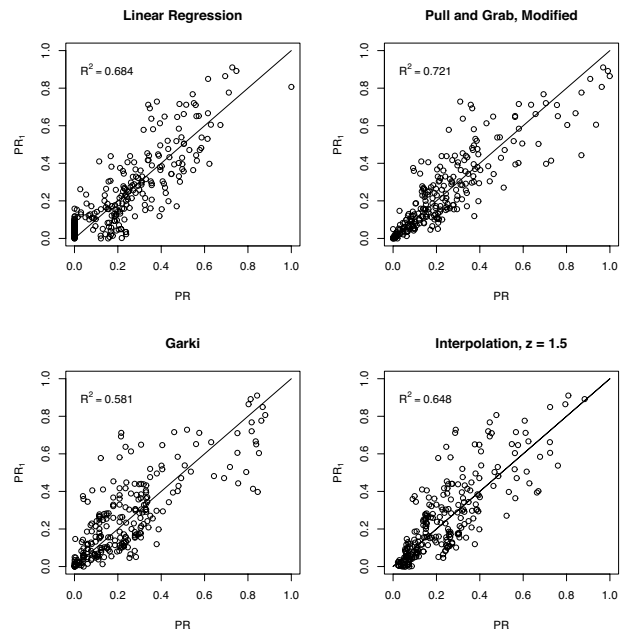 Linear Regression
R² = 0.684
PR₁
1.0
0.8
0.6
0.4
0.2
0.0
0.0 0.2 0.4 0.6 0.8 1.0
PR
Pull and Grab, Modified
R² = 0.721
PR₁
1.0
0.8
0.6
0.4
0.2
0.0
0.0 0.2 0.4 0.6 0.8 1.0
PR
Garki
R² = 0.581
PR₁
1.0
0.8
0.6
0.4
0.2
0.0
0.0 0.2 0.4 0.6 0.8 1.0
PR
Interpolation, z = 1.5
R² = 0.648
PR₁
1.0
0.8
0.6
0.4
0.2
0.0
0.0 0.2 0.4 0.6 0.8 1.0
PR